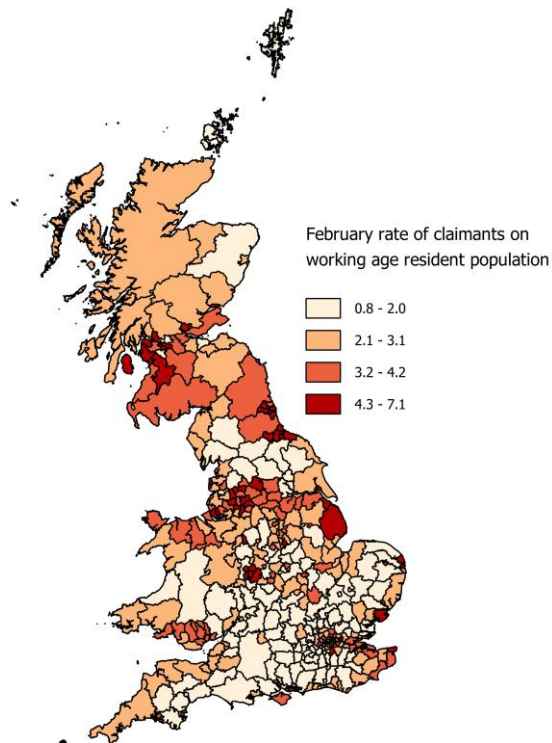 February rate of claimants on
working age resident population
0.8 - 2.0
2.1 - 3.1
3.2 - 4.2
4.3 - 7.1